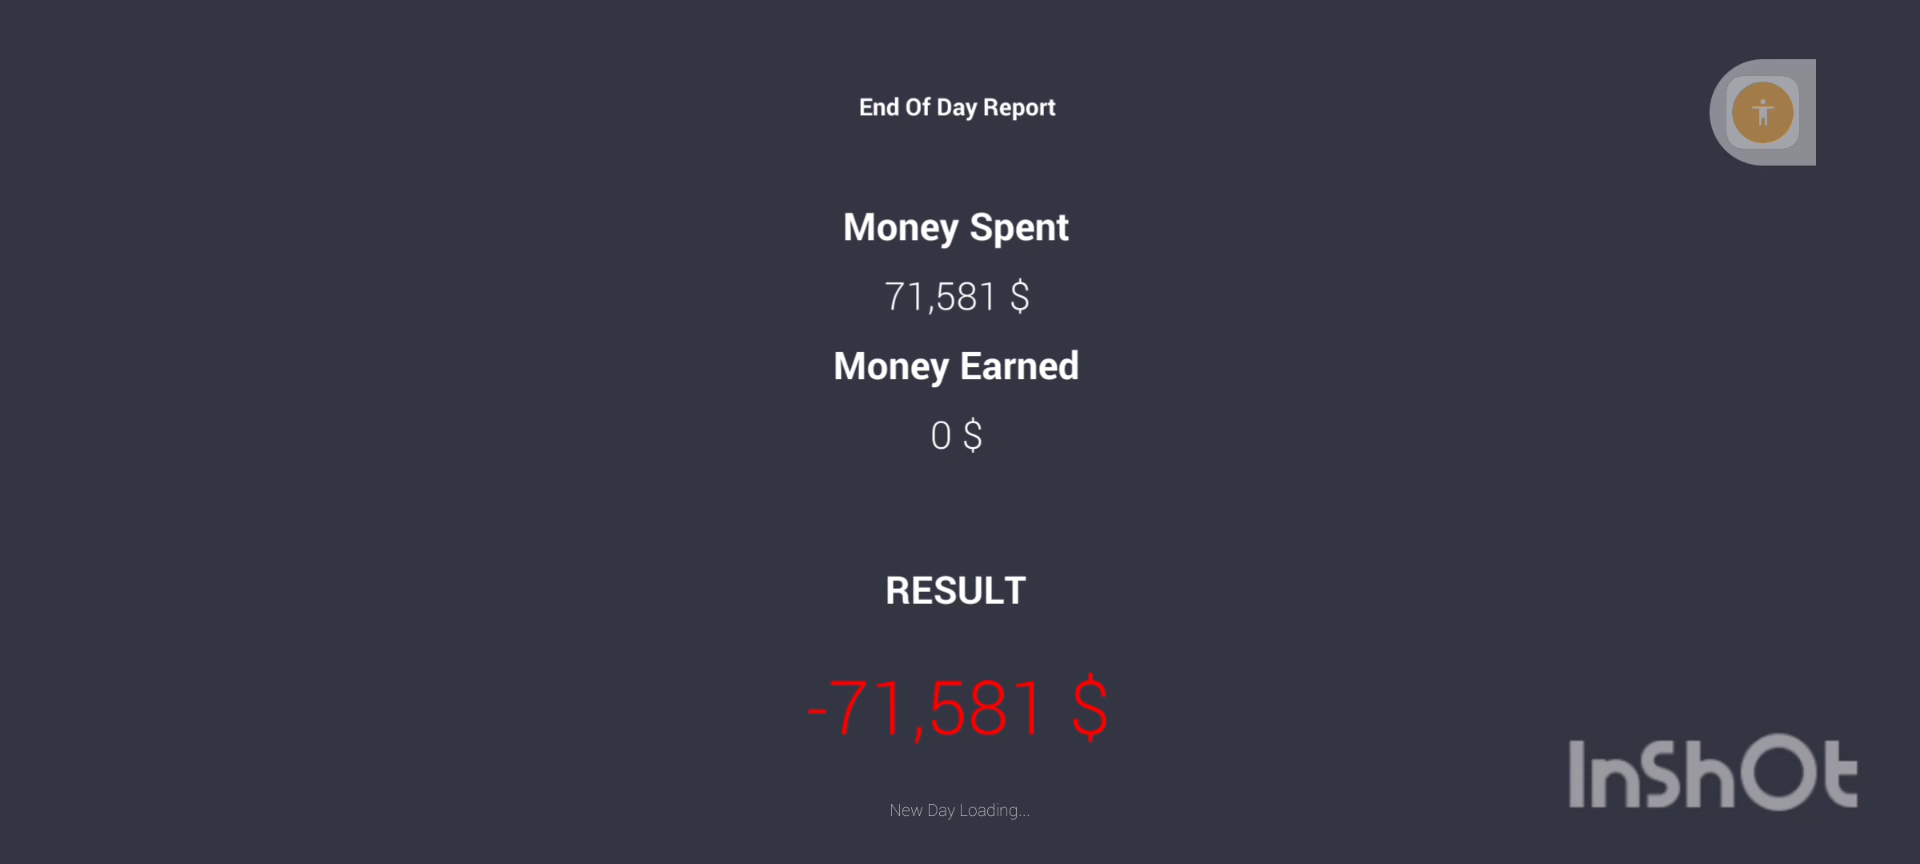 End Of Day Report
Money Spent
71,581 $
Money Earned
0 $
RESULT
-71,581 $
New Day Loading...
InShOt